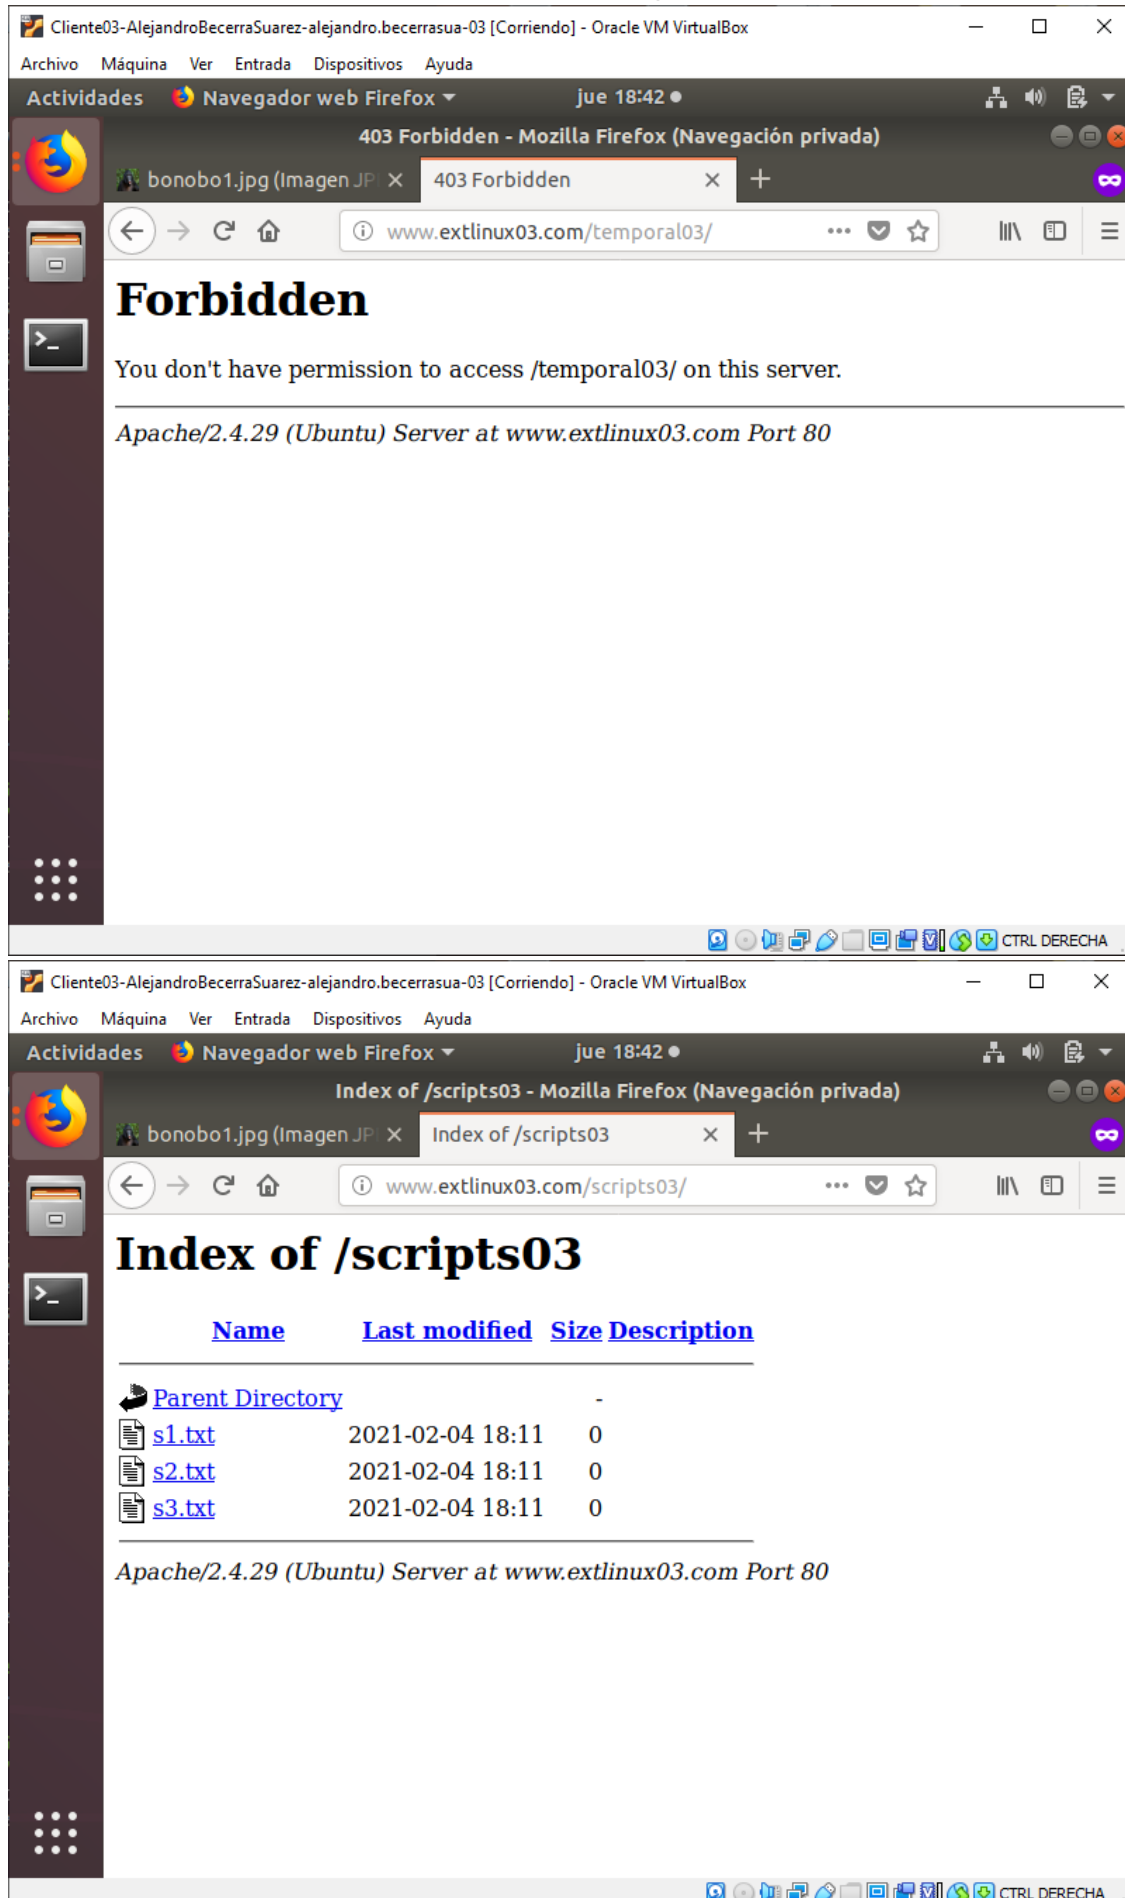 Cliente03-AlejandroBecerraSuarez-alejandro.becerrasua-03 [Corriendo] - Oracle VM VirtualBox
Archivo Máquina Ver Entrada Dispositivos Ayuda
Actividades Navegador web Firefox jue 18:42
403 Forbidden - Mozilla Firefox (Navegación privada)
bonobo1.jpg (Imagen JP 403 Forbidden
www.extlinux03.com/temporal03/
Forbidden
You don't have permission to access /temporal03/ on this server.
Apache/2.4.29 (Ubuntu) Server at www.extlinux03.com Port 80
CTRL DERECHA
Cliente03-AlejandroBecerraSuarez-alejandro.becerrasua-03 [Corriendo] - Oracle VM VirtualBox
Archivo Máquina Ver Entrada Dispositivos Ayuda
Actividades Navegador web Firefox jue 18:42
Index of /scripts03 - Mozilla Firefox (Navegación privada)
bonobo1.jpg (Imagen JP Index of /scripts03
www.extlinux03.com/scripts03/
Index of /scripts03
Name Last modified Size Description
Parent Directory -
s1.txt 2021-02-04 18:11 0
s2.txt 2021-02-04 18:11 0
s3.txt 2021-02-04 18:11 0
Apache/2.4.29 (Ubuntu) Server at www.extlinux03.com Port 80
CTRL DERECHA